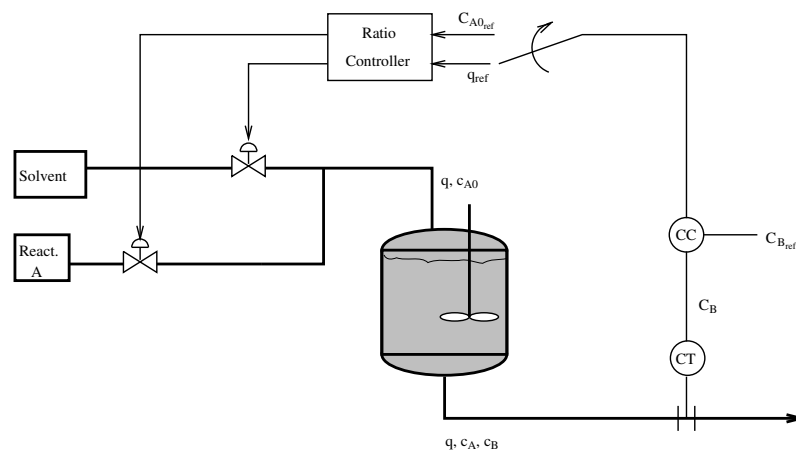 C_A0_ref
Ratio
Controller
q_ref
Solvent
q, c_A0
React.
A
CC
C_B_ref
C_B
CT
q, c_A, c_B